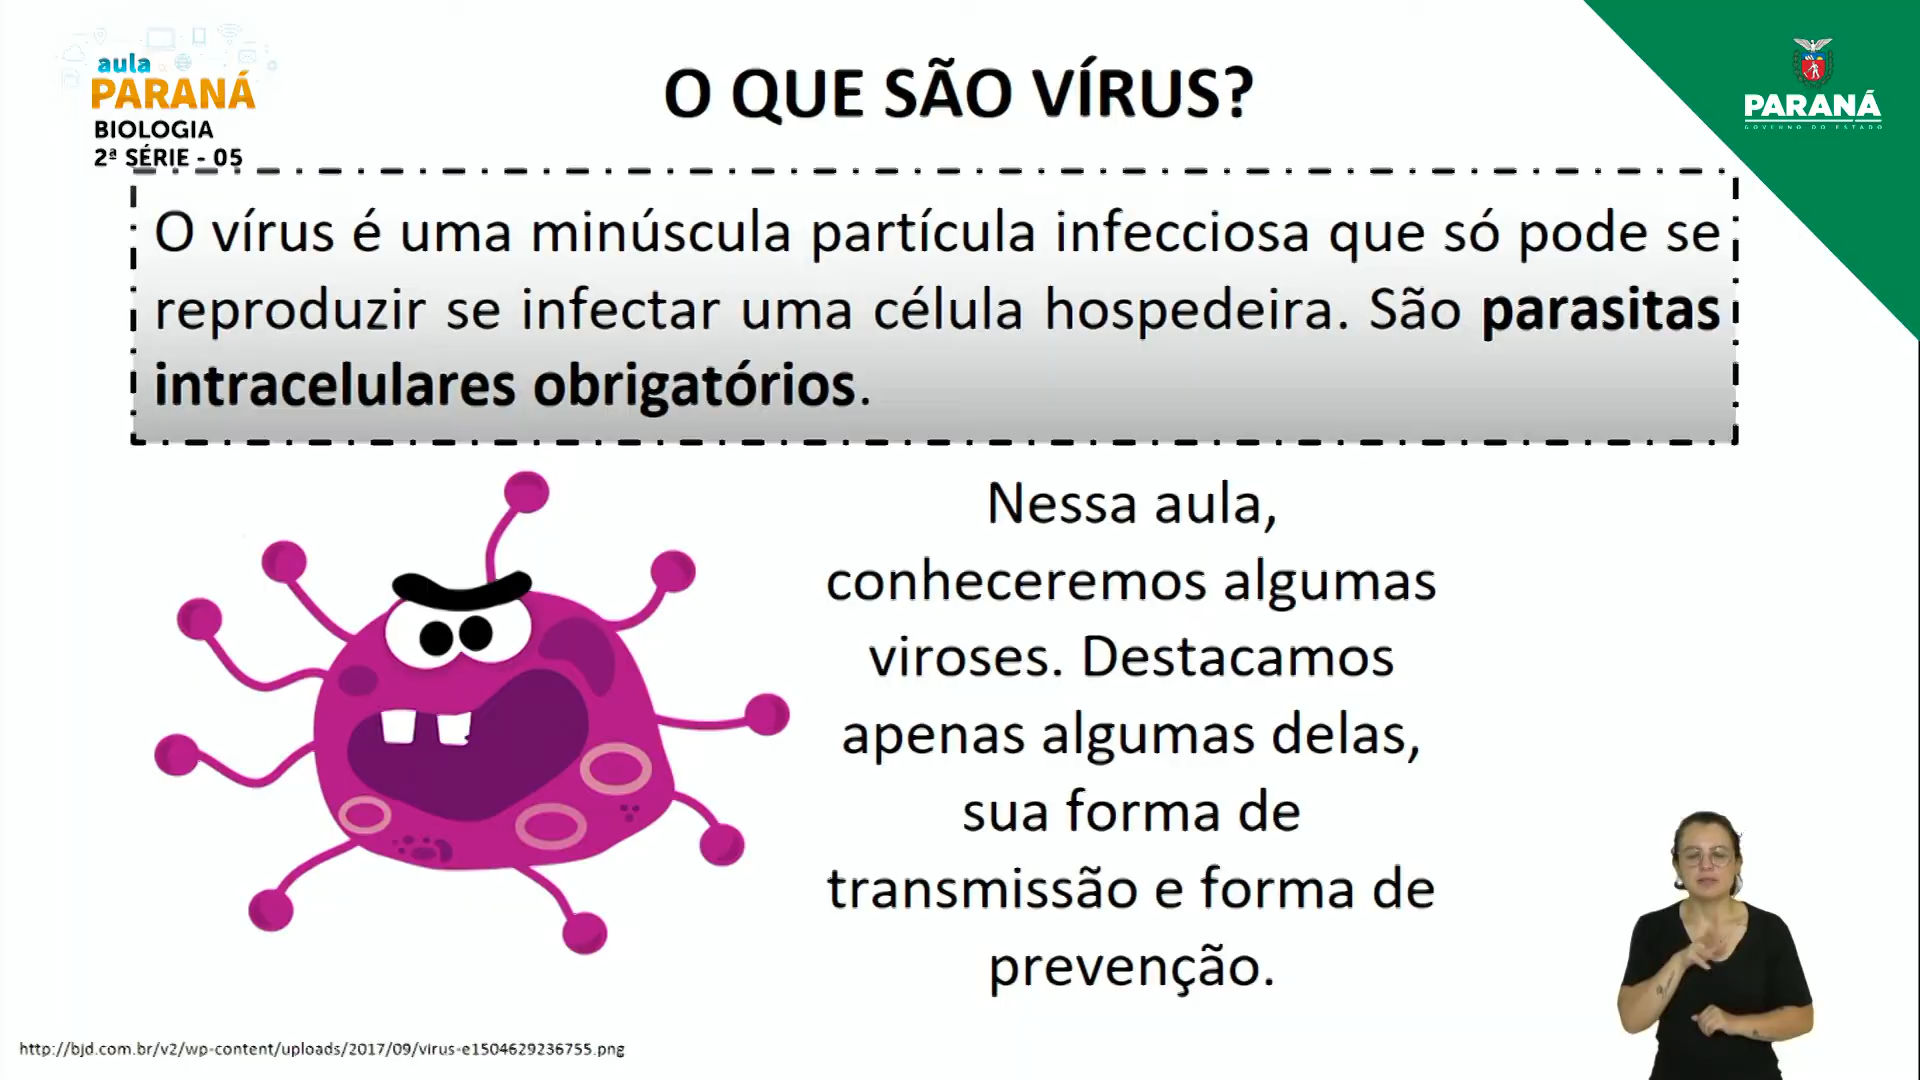 aula
PARANÁ
BIOLOGIA
2ª SÉRIE - 05
O QUE SÃO VÍRUS?
PARANÁ
GOVERNO DO ESTADO
O vírus é uma minúscula partícula infecciosa que só pode se
reproduzir se infectar uma célula hospedeira. São parasitas
intracelulares obrigatórios.
Nessa aula,
conheceremos algumas
viroses. Destacamos
apenas algumas delas,
sua forma de
transmissão e forma de
prevenção.
http://bjd.com.br/v2/wp-content/uploads/2017/09/virus-e1504629236755.png